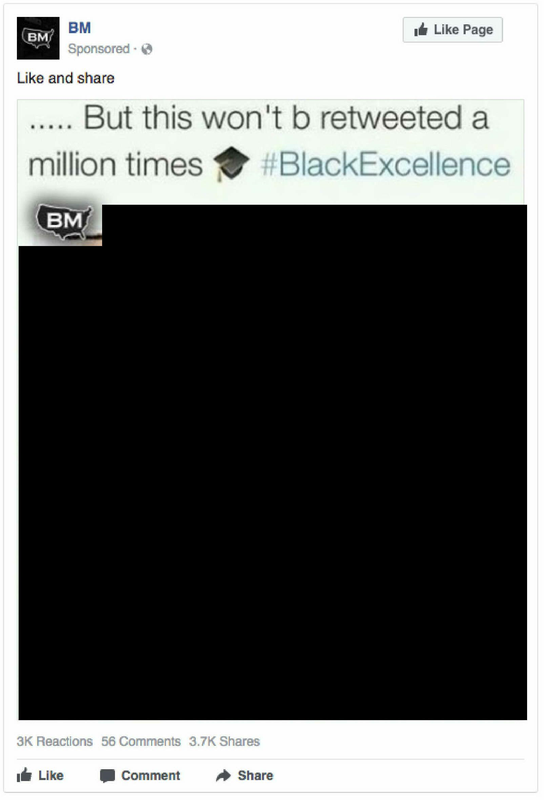 BM
BM
Sponsored ·
Like Page
Like and share
..... But this won't b retweeted a
million times 🎓 #BlackExcellence
BM
3K Reactions 56 Comments 3.7K Shares
Like Comment Share